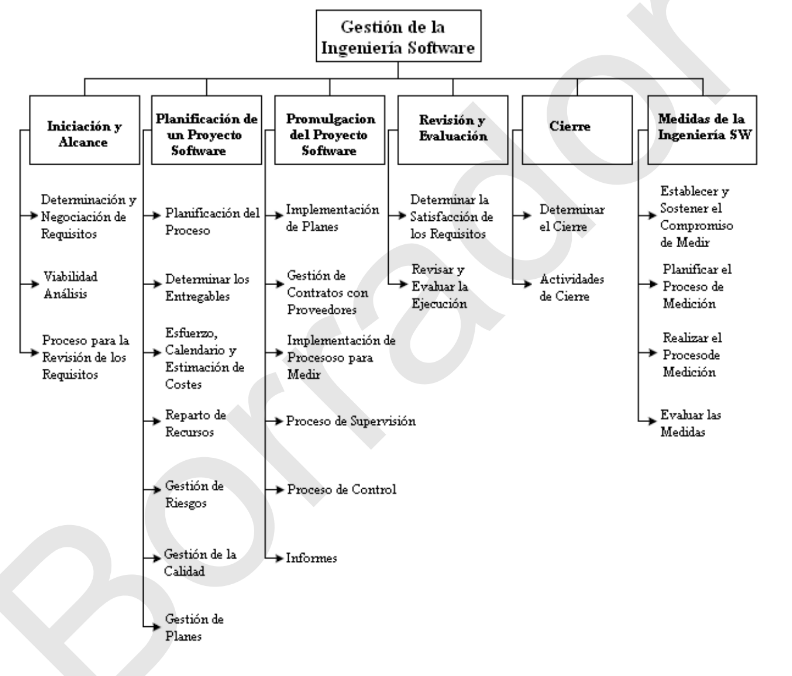 Gestión de la
Ingeniería Software
Iniciación y
Alcance
Determinación y
Negociación de
Requisitos
Viabilidad
Análisis
Proceso para la
Revisión de los
Requisitos
Planificación de
un Proyecto
Software
Planificación del
Proceso
Determinar los
Entregables
Esfuerzo,
Calendario y
Estimación de
Costes
Reparto de
Recursos
Gestión de
Riesgos
Gestión de la
Calidad
Gestión de
Planes
Promulgacion
del Proyecto
Software
Implementación
de Planes
Gestión de
Contratos con
Proveedores
Implementación de
Procesoso para
Medir
Proceso de Supervisión
Proceso de Control
Informes
Revisión y
Evaluación
Determinar la
Satisfacción de
los Requisitos
Revisar y
Evaluar la
Ejecución
Cierre
Determinar
el Cierre
Actividades
de Cierre
Medidas de la
Ingeniería SW
Establecer y
Sostener el
Compromiso
de Medir
Planificar el
Proceso de
Medición
Realizar el
Procesode
Medición
Evaluar las
Medidas
Borrador